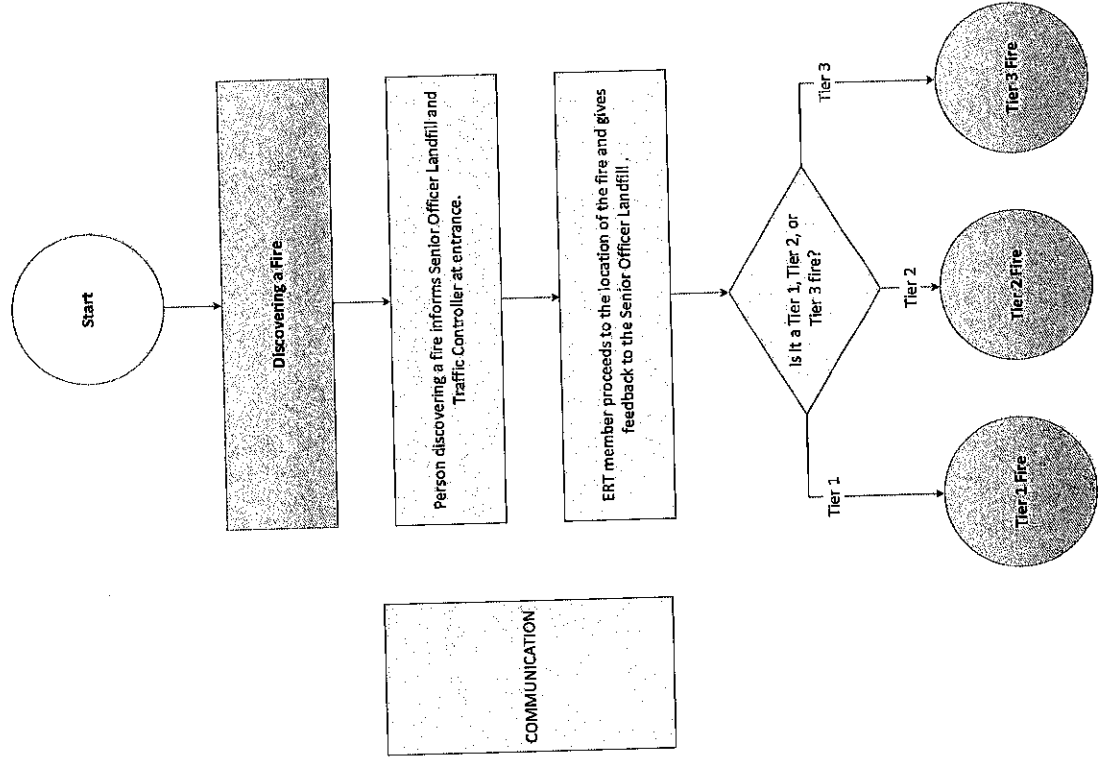 Start
Discovering a Fire
Person discovering a fire informs Senior Officer Landfill and
Traffic Controller at entrance.
COMMUNICATION
ERT member proceeds to the location of the fire and gives
feedback to the Senior Officer Landfill .
Is it a Tier 1, Tier 2, or
Tier 3 fire?
Tier 1
Tier 2
Tier 3
Tier 1 Fire
Tier 2 Fire
Tier 3 Fire